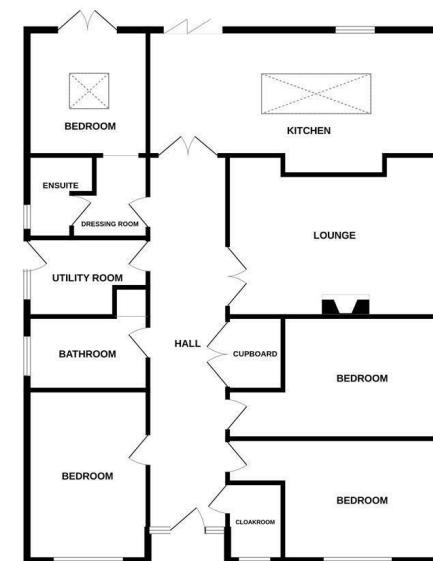 BEDROOM
KITCHEN
ENSUITE
DRESSING ROOM
LOUNGE
UTILITY ROOM
HALL
BATHROOM
CUPBOARD
BEDROOM
BEDROOM
BEDROOM
CLOAKROOM